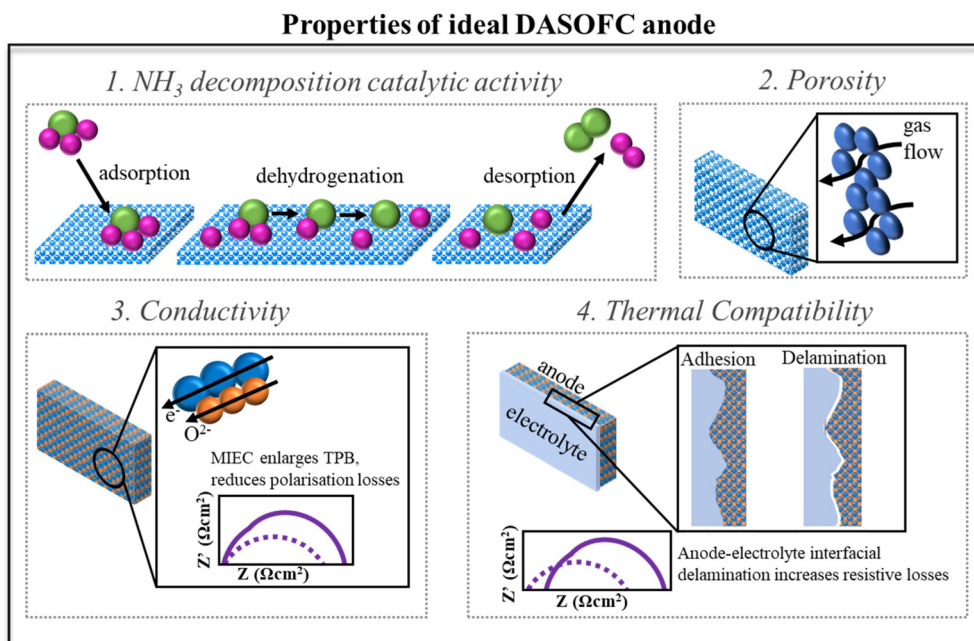 Properties of ideal DASOFC anode
1. NH₃ decomposition catalytic activity
adsorption
dehydrogenation
desorption
2. Porosity
gas
flow
3. Conductivity
e⁻
O²⁻
MIEC enlarges TPB,
reduces polarisation losses
Z' (Ωcm²)
Z (Ωcm²)
4. Thermal Compatibility
anode
electrolyte
Adhesion
Delamination
Z' (Ωcm²)
Z (Ωcm²)
Anode-electrolyte interfacial
delamination increases resistive losses